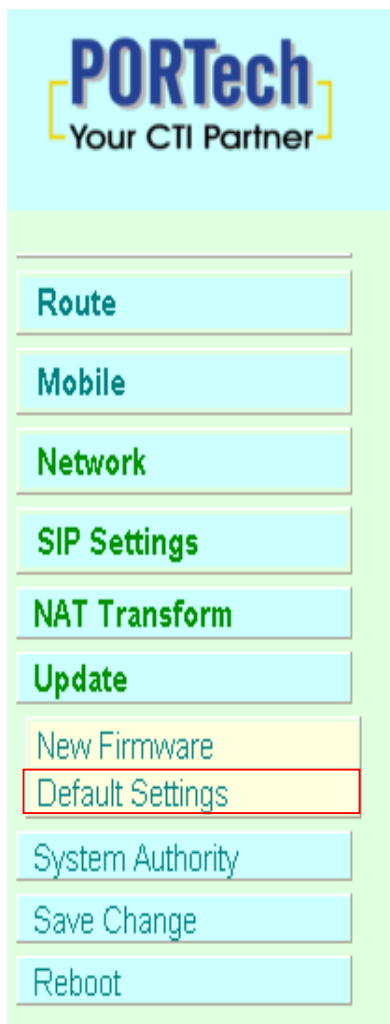 PORTech
Your CTI Partner
Route
Mobile
Network
SIP Settings
NAT Transform
Update
New Firmware
Default Settings
System Authority
Save Change
Reboot